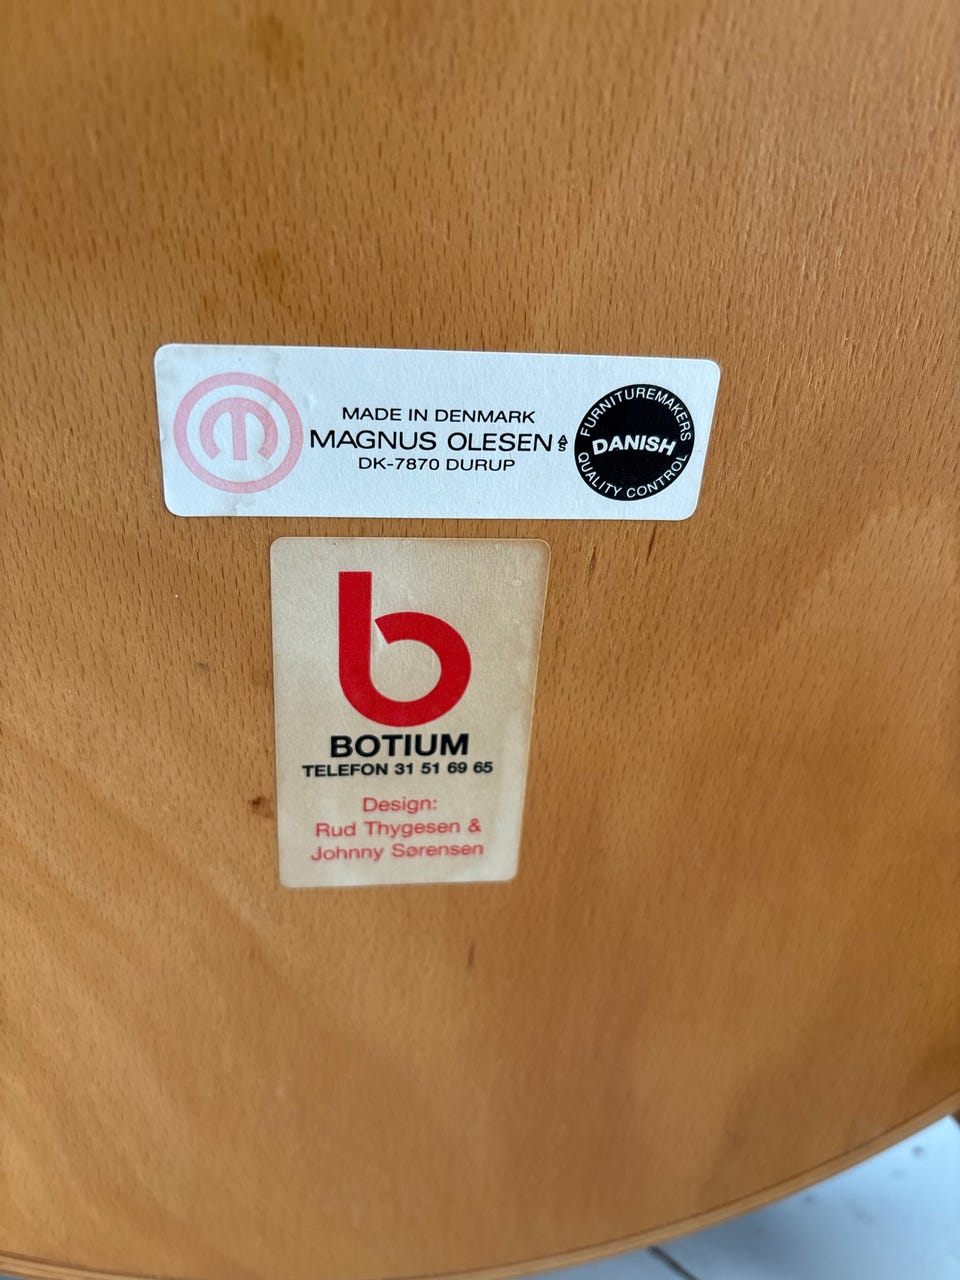 MADE IN DENMARK
MAGNUS OLESEN A/S
DK-7870 DURUP
FURNITUREMAKERS
DANISH
QUALITY CONTROL
b
BOTIUM
TELEFON 31 51 69 65
Design:
Rud Thygesen &
Johnny Sørensen